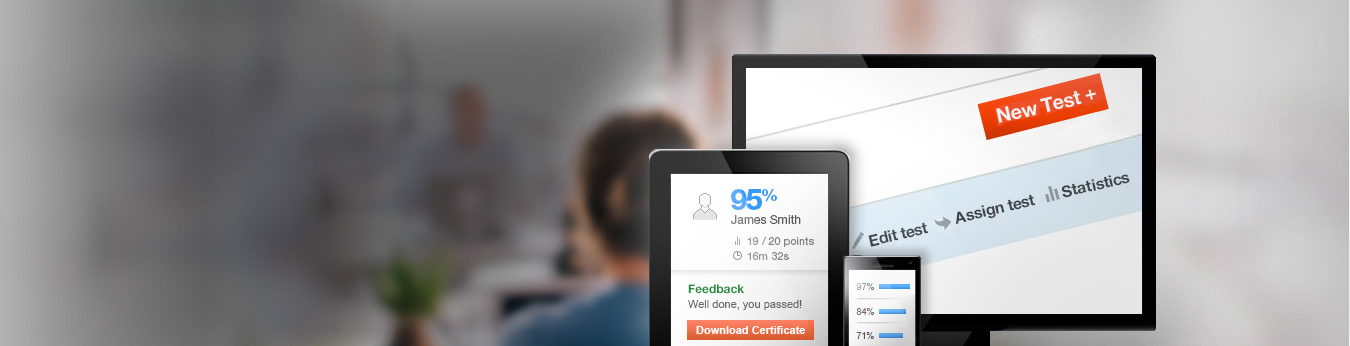 New Test +
Edit test
Assign test
Statistics
95%
James Smith
19 / 20 points
16m 32s
Feedback
Well done, you passed!
Download Certificate
97%
84%
71%